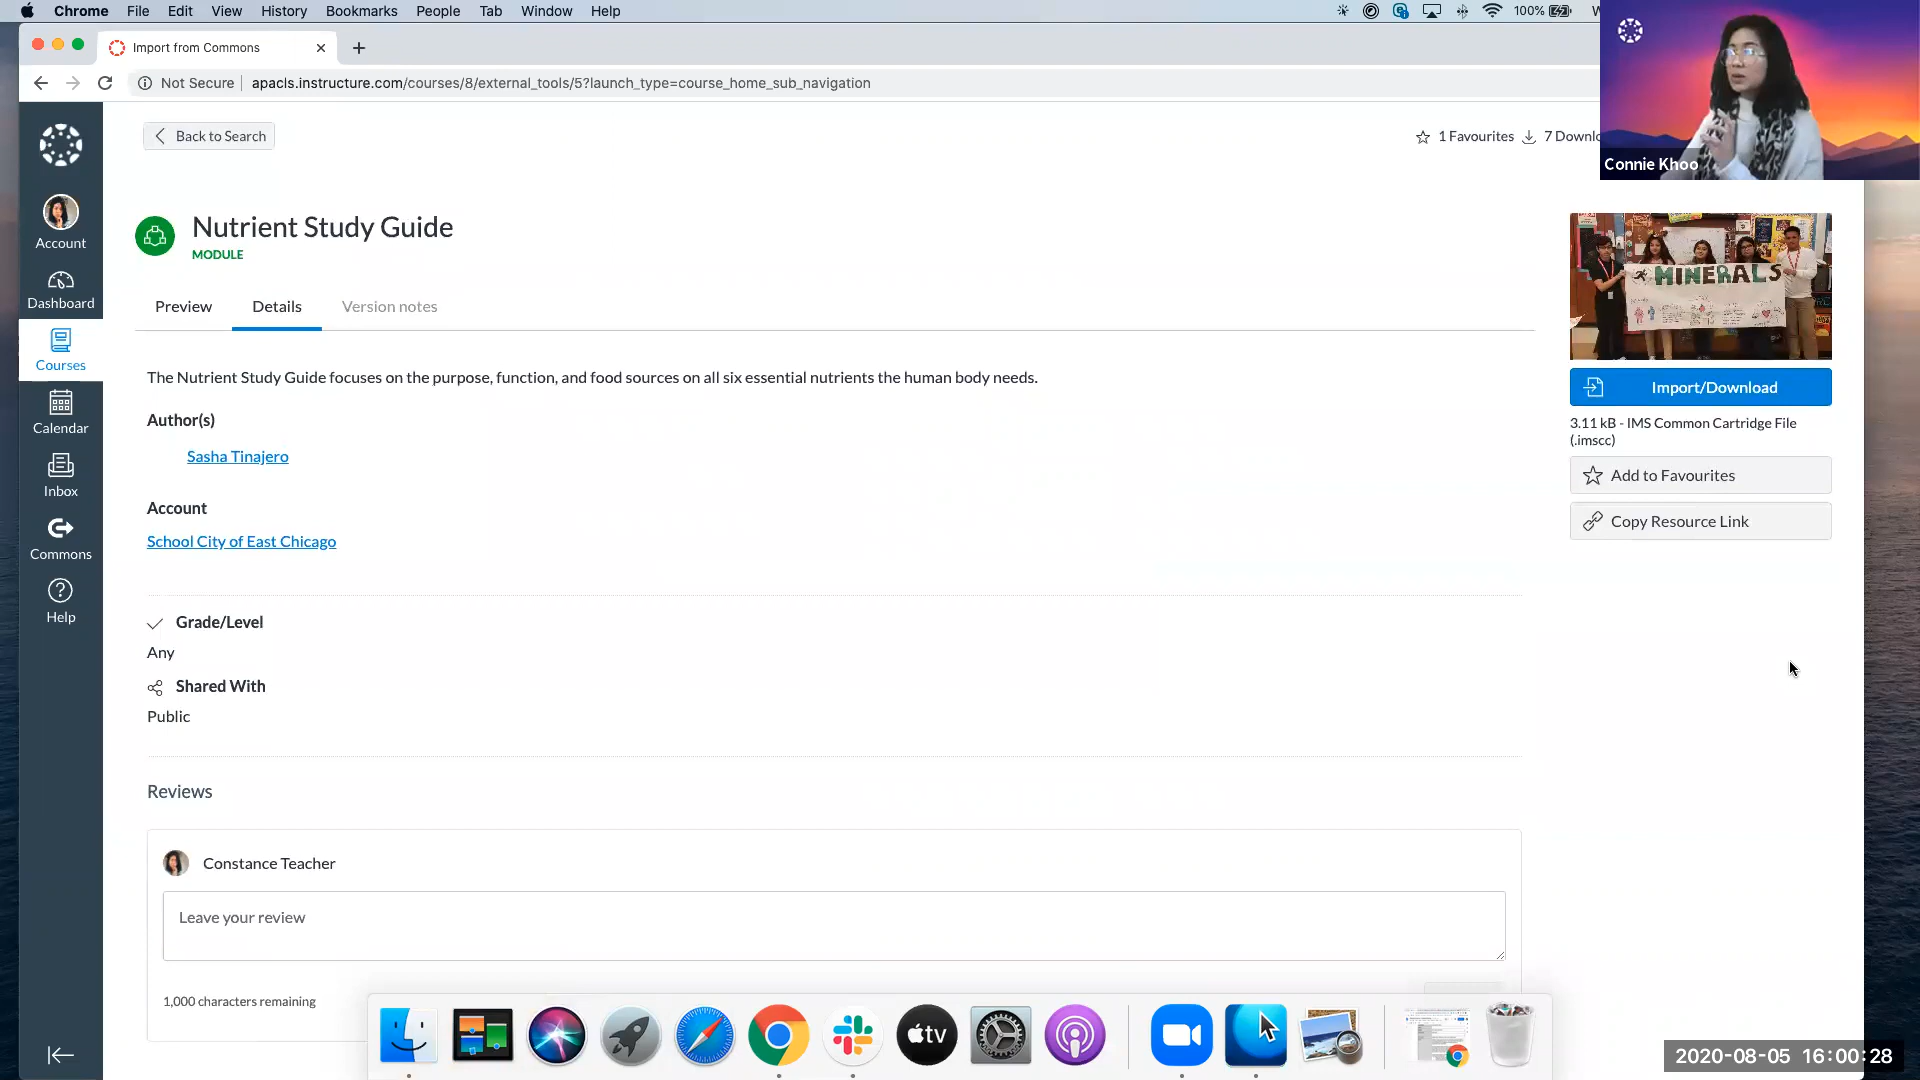 Chrome File Edit View History Bookmarks People Tab Window Help
100%
Import from Commons
Not Secure apacls.instructure.com/courses/8/external_tools/5?launch_type=course_home_sub_navigation
Connie Khoo
Back to Search
1 Favourites
7 Downlo
Account
Dashboard
Courses
Calendar
Inbox
Commons
Help
Nutrient Study Guide
MODULE
Preview Details Version notes
The Nutrient Study Guide focuses on the purpose, function, and food sources on all six essential nutrients the human body needs.
Author(s)
Sasha Tinajero
Account
School City of East Chicago
Grade/Level
Any
Shared With
Public
Reviews
Constance Teacher
Leave your review
1,000 characters remaining
MINERALS
Import/Download
3.11 kB - IMS Common Cartridge File
(.imscc)
Add to Favourites
Copy Resource Link
tv
2020-08-05 16:00:28